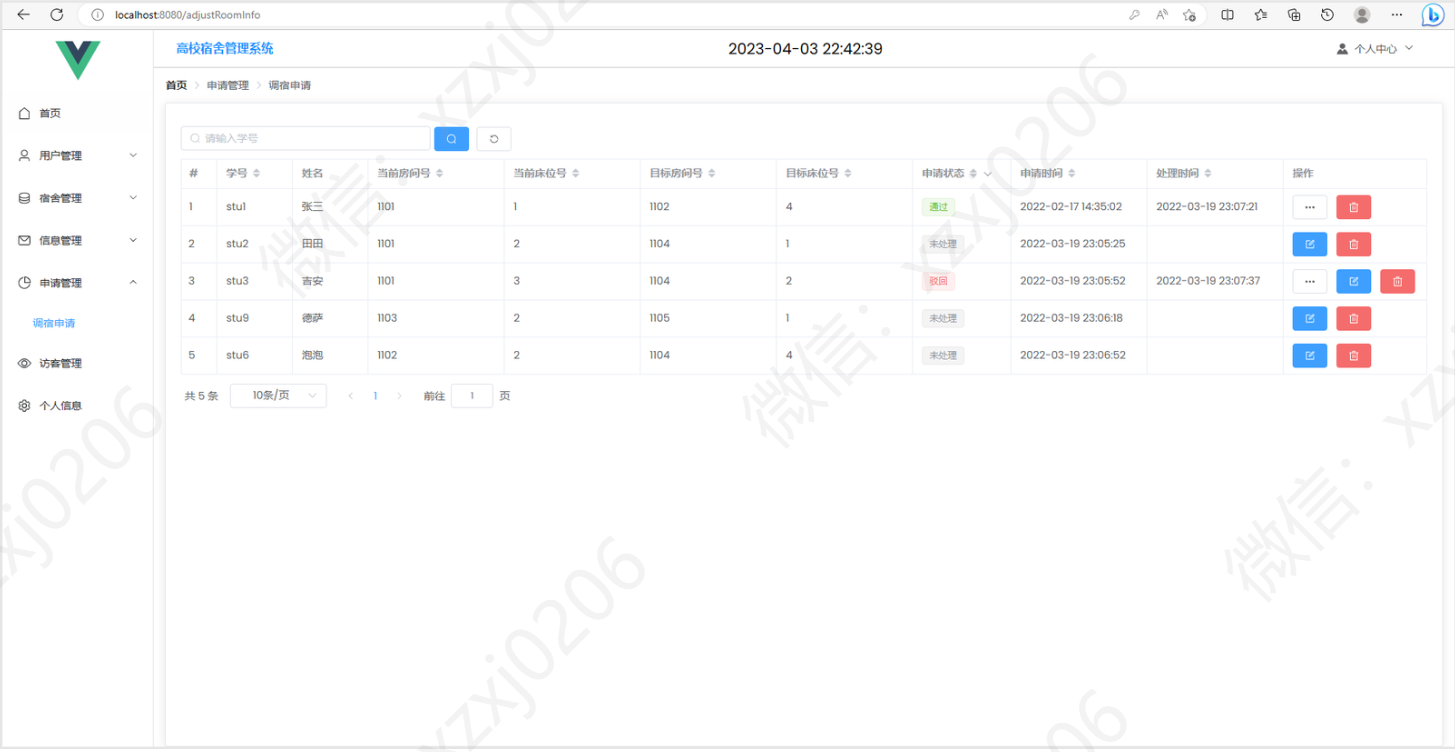 localhost:8080/adjustRoomInfo
高校宿舍管理系统 2023-04-03 22:42:39 个人中心
首页 > 申请管理 > 调宿申请
首页
用户管理
宿舍管理
信息管理
申请管理
调宿申请
访客管理
个人信息
请输入学号
# 学号 姓名 当前房间号 当前床位号 目标房间号 目标床位号 申请状态 申请时间 处理时间 操作
1 stu1 张三 1101 1 1102 4 通过 2022-02-17 14:35:02 2022-03-19 23:07:21
2 stu2 田田 1101 2 1104 1 未处理 2022-03-19 23:05:25
3 stu3 吉安 1101 3 1104 2 驳回 2022-03-19 23:05:52 2022-03-19 23:07:37
4 stu9 德萨 1103 2 1105 1 未处理 2022-03-19 23:06:18
5 stu6 泡泡 1102 2 1104 4 未处理 2022-03-19 23:06:52
共 5 条 10条/页 < 1 > 前往 1 页
微信：xzxj0206
微信：xzxj0206
微信：xz
xzxj0206
xzxj0206
06